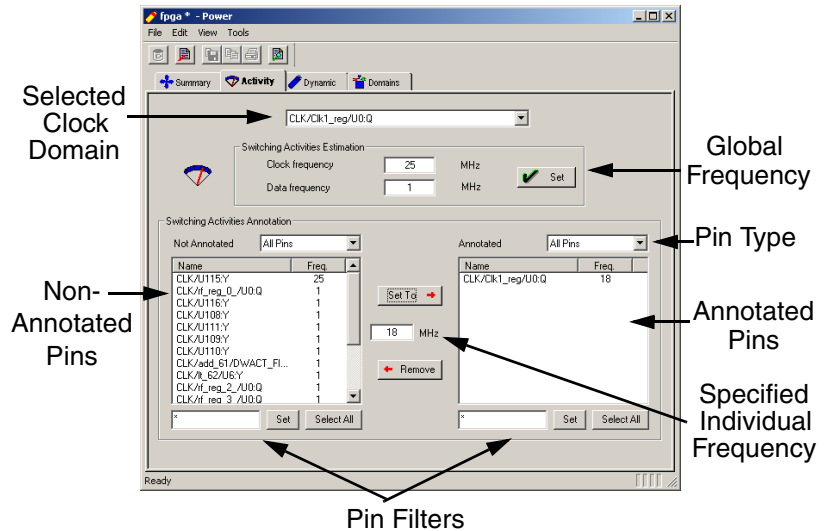 fpga * - Power
File Edit View Tools
Summary Activity Dynamic Domains
Selected
Clock
Domain
CLK/Clk1_reg/U0:Q
Switching Activities Estimation
Clock frequency 25 MHz
Data frequency 1 MHz
Set
Global
Frequency
Switching Activities Annotation
Not Annotated All Pins
Annotated All Pins
Pin Type
Name Freq.
CLK/U115:Y 25
CLK/rf_reg_0_/U0:Q 1
CLK/U116:Y 1
CLK/U108:Y 1
CLK/U111:Y 1
CLK/U109:Y 1
CLK/U110:Y 1
CLK/add_61/DWACT_FI... 1
CLK/lt_62/U6:Y 1
CLK/rf_reg_2_/U0:Q 1
CLK/rf_reg_3_/U0:Q 1
Non-
Annotated
Pins
Set To
18 MHz
Remove
Name Freq.
CLK/Clk1_reg/U0:Q 18
Annotated
Pins
Specified
Individual
Frequency
* Set Select All
* Set Select All
Ready
Pin Filters